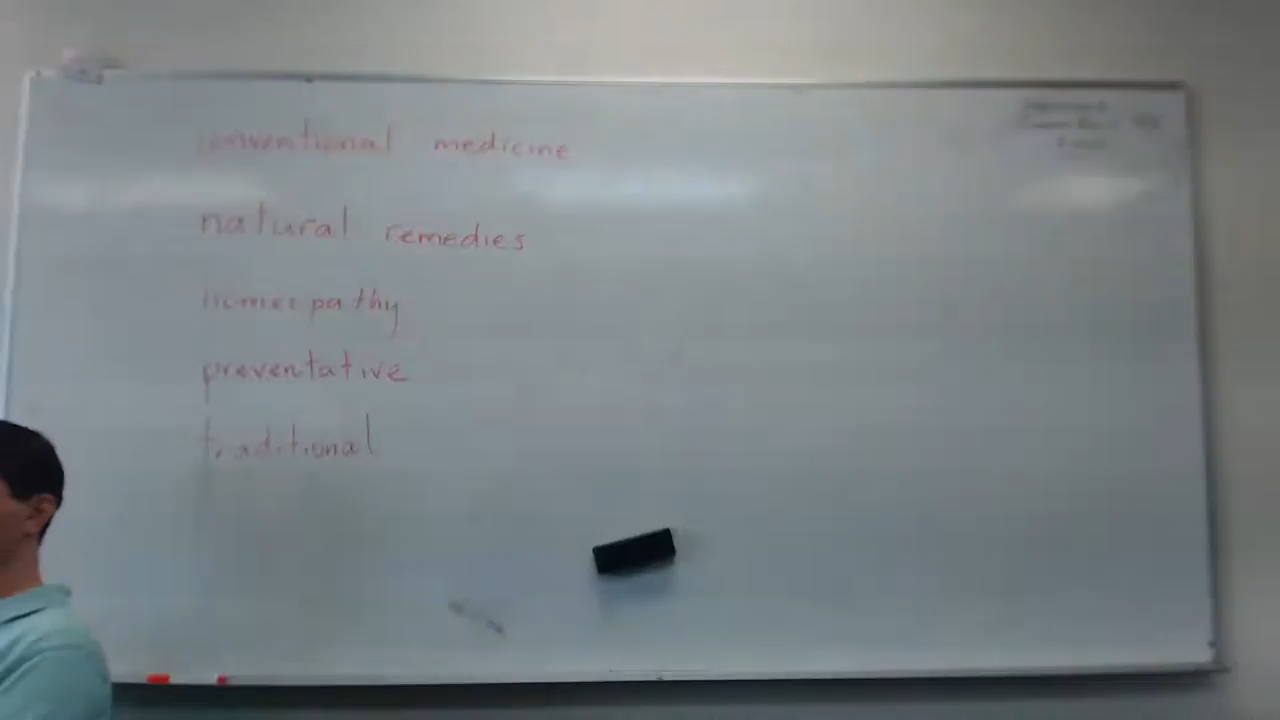 conventional medicine
natural remedies
homeopathy
preventative
traditional